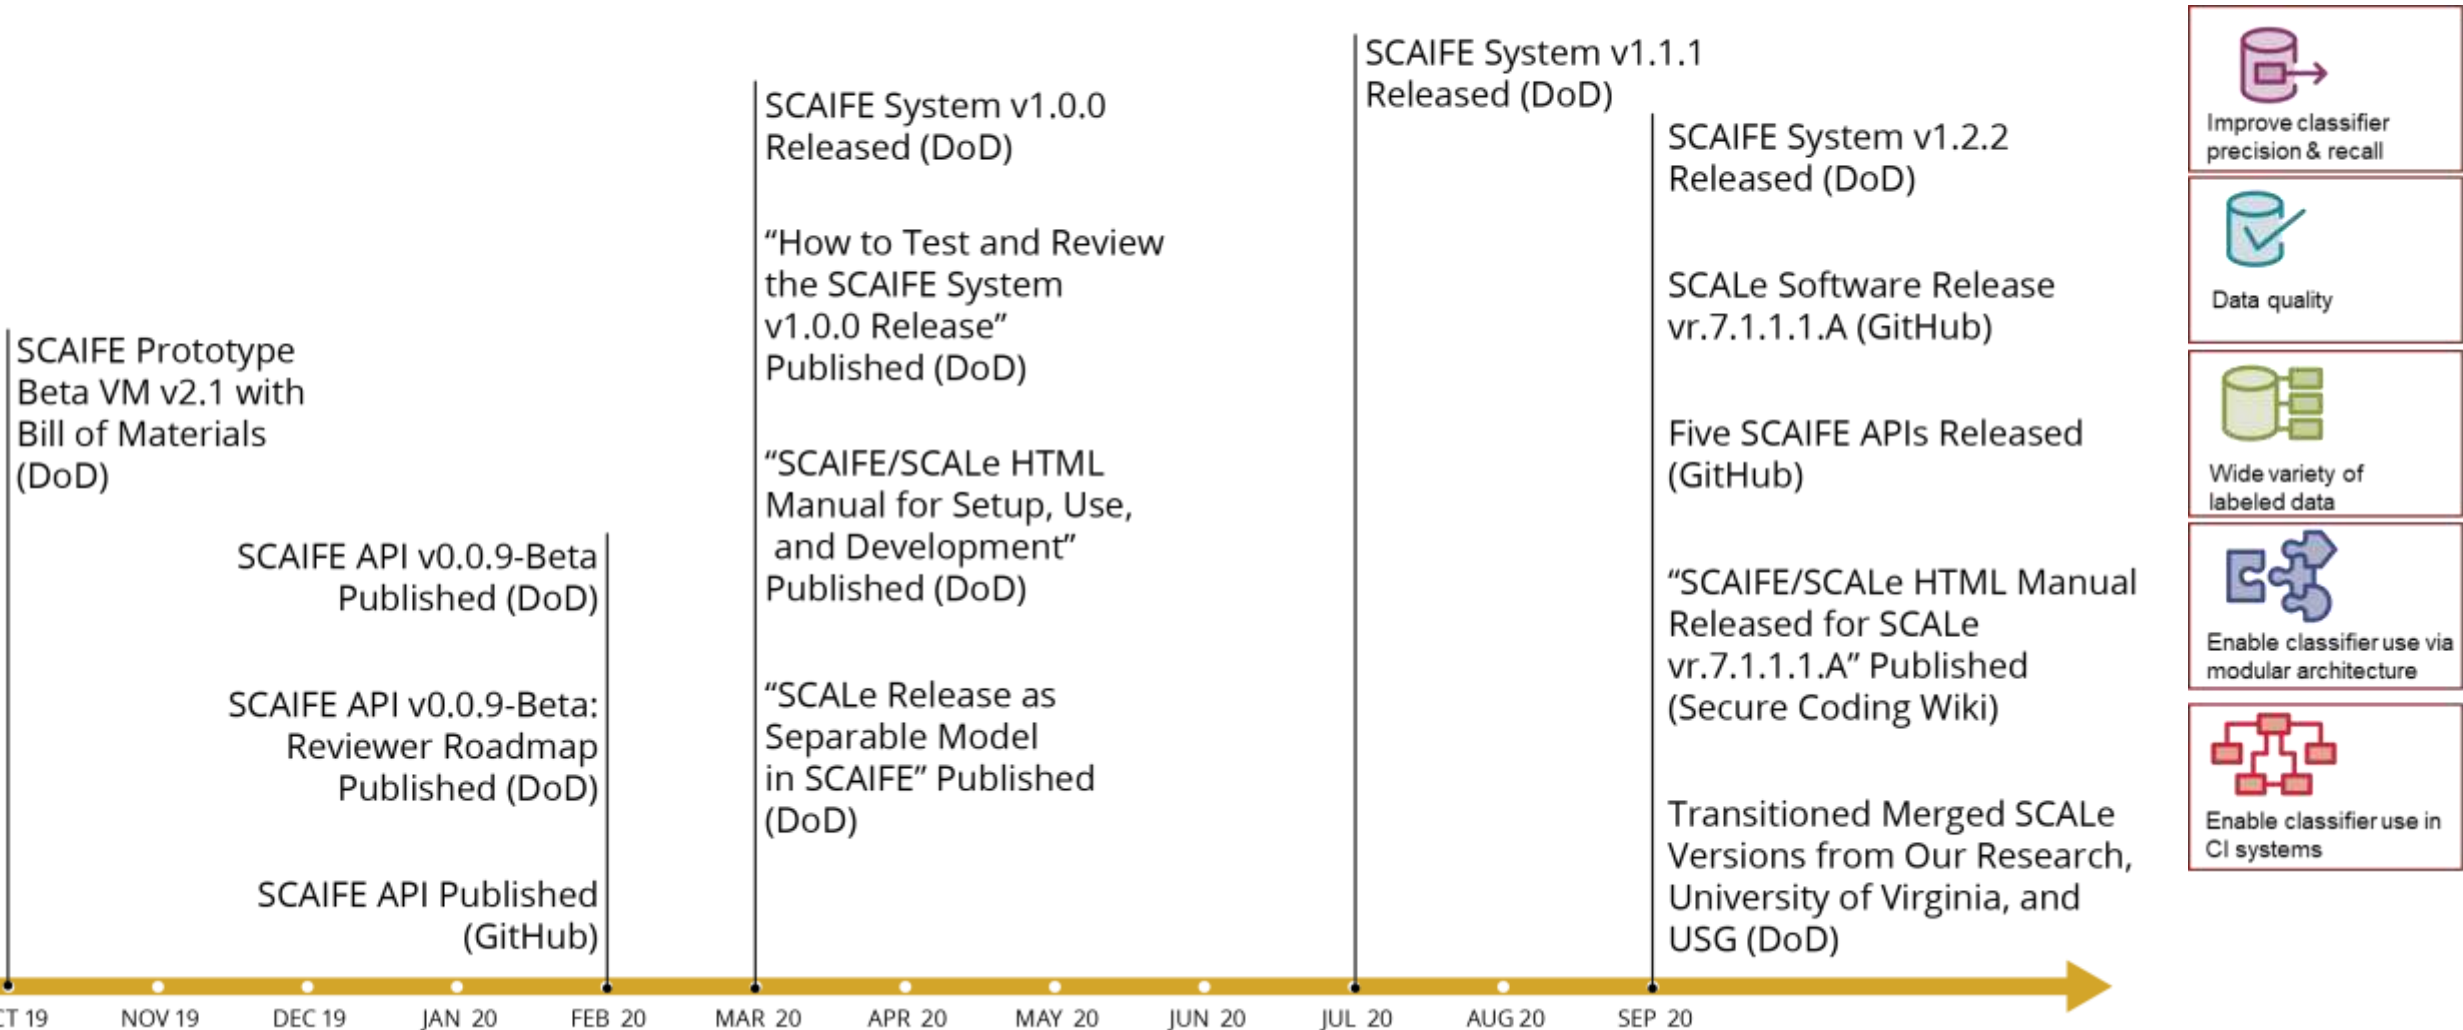 SCAIFE Prototype
Beta VM v2.1 with
Bill of Materials
(DoD)
SCAIFE API v0.0.9-Beta
Published (DoD)
SCAIFE API v0.0.9-Beta:
Reviewer Roadmap
Published (DoD)
SCAIFE API Published
(GitHub)
SCAIFE System v1.0.0
Released (DoD)
“How to Test and Review
the SCAIFE System
v1.0.0 Release”
Published (DoD)
“SCAIFE/SCALe HTML
Manual for Setup, Use,
and Development”
Published (DoD)
“SCALe Release as
Separable Model
in SCAIFE” Published
(DoD)
SCAIFE System v1.1.1
Released (DoD)
SCAIFE System v1.2.2
Released (DoD)
SCALe Software Release
vr.7.1.1.1.A (GitHub)
Five SCAIFE APIs Released
(GitHub)
“SCAIFE/SCALe HTML Manual
Released for SCALe
vr.7.1.1.1.A” Published
(Secure Coding Wiki)
Transitioned Merged SCALe
Versions from Our Research,
University of Virginia, and
USG (DoD)
CT 19
NOV 19
DEC 19
JAN 20
FEB 20
MAR 20
APR 20
MAY 20
JUN 20
JUL 20
AUG 20
SEP 20
Improve classifier
precision & recall
Data quality
Wide variety of
labeled data
Enable classifier use via
modular architecture
Enable classifier use in
CI systems